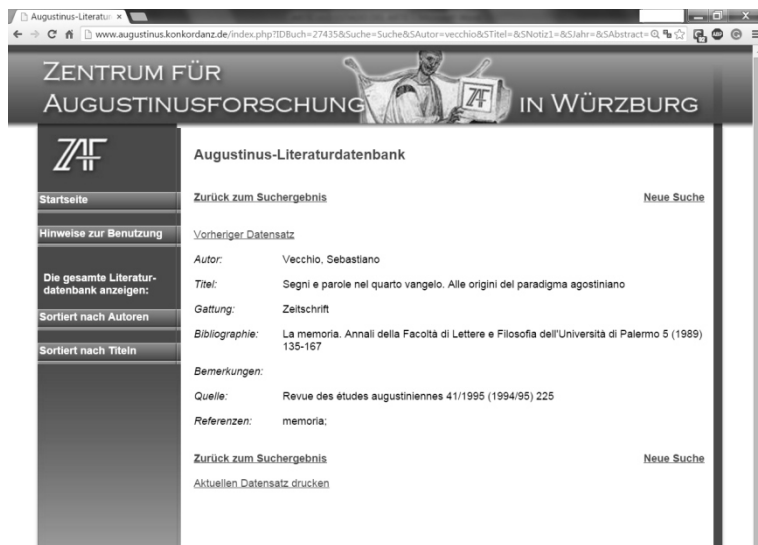 Augustinus-Literatur ×
www.augustinus.konkordanz.de/index.php?IDBuch=27435&Suche=Suche&SAutor=vecchio&STitel=&SNotiz1=&SJahr=&SAbstract=
ZENTRUM FÜR
AUGUSTINUSFORSCHUNG IN WÜRZBURG
ZAF
ZAF
Augustinus-Literaturdatenbank
Startseite
Zurück zum Suchergebnis Neue Suche
Hinweise zur Benutzung
Vorheriger Datensatz
Autor: Vecchio, Sebastiano
Die gesamte Literatur-
datenbank anzeigen:
Titel: Segni e parole nel quarto vangelo. Alle origini del paradigma agostiniano
Gattung: Zeitschrift
Sortiert nach Autoren
Bibliographie: La memoria. Annali della Facoltà di Lettere e Filosofia dell'Università di Palermo 5 (1989)
135-167
Sortiert nach Titeln
Bemerkungen:
Quelle: Revue des études augustiniennes 41/1995 (1994/95) 225
Referenzen: memoria;
Zurück zum Suchergebnis Neue Suche
Aktuellen Datensatz drucken